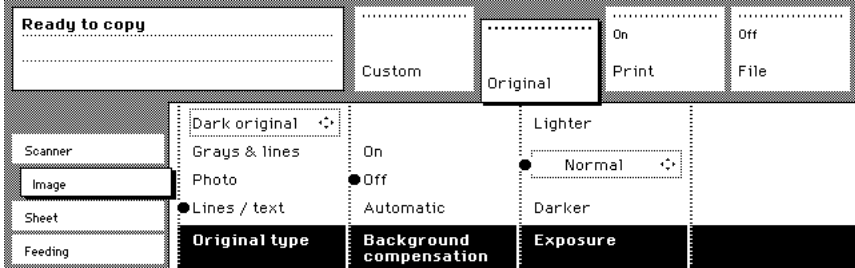 Ready to copy
Custom
Original
On
Print
Off
File
Scanner
Image
Sheet
Feeding
Dark original
Grays & lines
Photo
Lines / text
Original type
On
Off
Automatic
Background
compensation
Lighter
Normal
Darker
Exposure